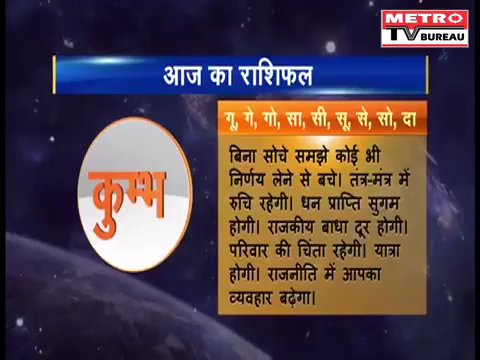 METRO
TV BUREAU
आज का राशिफल
गू, गे, गो, सा, सी, सू, से, सो, दा
कुम्भ
बिना सोचे समझे कोई भी
निर्णय लेने से बचे। तंत्र-मंत्र में
रुचि रहेगी। धन प्राप्ति सुगम
होगी। राजकीय बाधा दूर होगी।
परिवार की चिंता रहेगी। यात्रा
होगी। राजनीति में आपका
व्यवहार बढ़ेगा।